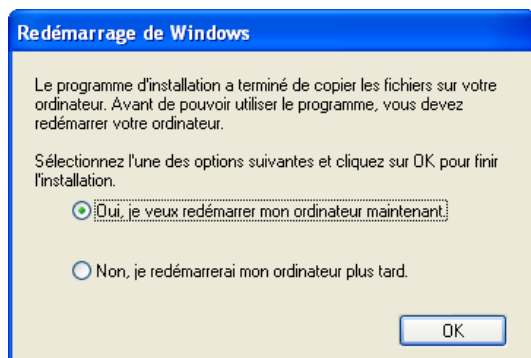 Redémarrage de Windows
Le programme d'installation a terminé de copier les fichiers sur votre
ordinateur. Avant de pouvoir utiliser le programme, vous devez
redémarrer votre ordinateur.
Sélectionnez l'une des options suivantes et cliquez sur OK pour finir
l'installation.
Oui, je veux redémarrer mon ordinateur maintenant.
Non, je redémarrerai mon ordinateur plus tard.
OK